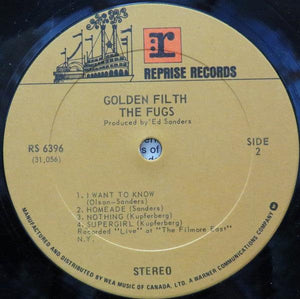 REPRISE RECORDS
GOLDEN FILTH
THE FUGS
Produced by Ed Sanders
RS 6396
(31,056)
SIDE
2
1. I WANT TO KNOW
(Olson-Sanders)
2. HOMEADE (Sanders)
3. NOTHING (Kupferberg)
4. SUPERGIRL (Kupferberg)
Recorded "Live" at "The Filmore East"
N.Y.
STEREO
MANUFACTURED AND DISTRIBUTED BY WEA MUSIC OF CANADA, LTD. A WARNER COMMUNICATIONS COMPANY